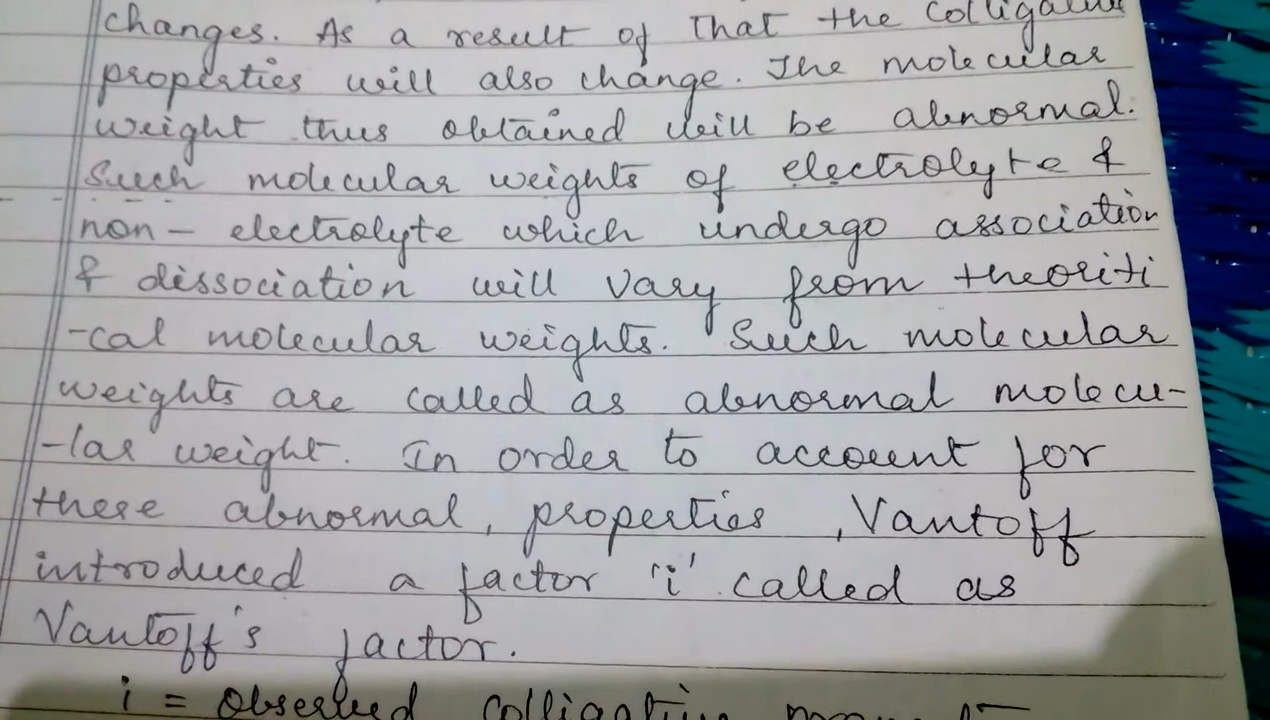 changes. As a result of That the Colligative
properties will also change. The molecular
weight thus obtained will be abnormal.
Such molecular weights of electrolyte &
non - electrolyte which undergo association
& dissociation will vary from theoriti
-cal molecular weights. Such molecular
weights are called as abnormal molecu-
-lar weight. In order to account for
these abnormal, properties, Vantoff
introduced a factor 'i' called as
Vantoff's factor.
i = Observed colligative